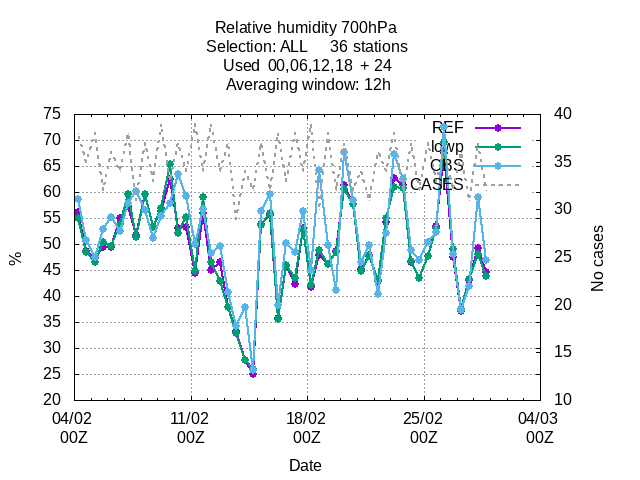 Relative humidity 700hPa
Selection: ALL 36 stations
Used 00,06,12,18 + 24
Averaging window: 12h
75
70
65
60
55
50
45
40
35
30
25
20
%
40
35
30
25
20
15
10
No cases
REF
lowp
OBS
CASES
04/02 00Z
11/02 00Z
18/02 00Z
25/02 00Z
04/03 00Z
Date